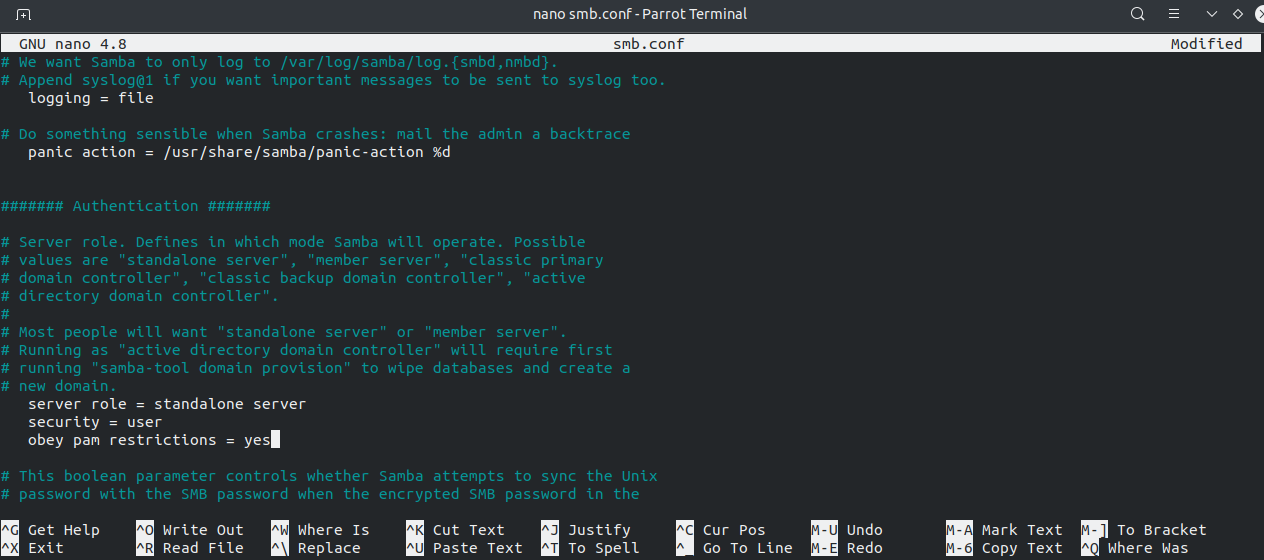 nano smb.conf - Parrot Terminal
GNU nano 4.8 smb.conf Modified
# We want Samba to only log to /var/log/samba/log.{smbd,nmbd}.
# Append syslog@1 if you want important messages to be sent to syslog too.
logging = file
# Do something sensible when Samba crashes: mail the admin a backtrace
panic action = /usr/share/samba/panic-action %d
####### Authentication #######
# Server role. Defines in which mode Samba will operate. Possible
# values are "standalone server", "member server", "classic primary
# domain controller", "classic backup domain controller", "active
# directory domain controller".
#
# Most people will want "standalone server" or "member server".
# Running as "active directory domain controller" will require first
# running "samba-tool domain provision" to wipe databases and create a
# new domain.
server role = standalone server
security = user
obey pam restrictions = yes
# This boolean parameter controls whether Samba attempts to sync the Unix
# password with the SMB password when the encrypted SMB password in the
^G Get Help ^O Write Out ^W Where Is ^K Cut Text ^J Justify ^C Cur Pos M-U Undo M-A Mark Text M-] To Bracket
^X Exit ^R Read File ^\ Replace ^U Paste Text ^T To Spell ^_ Go To Line M-E Redo M-6 Copy Text ^Q Where Was